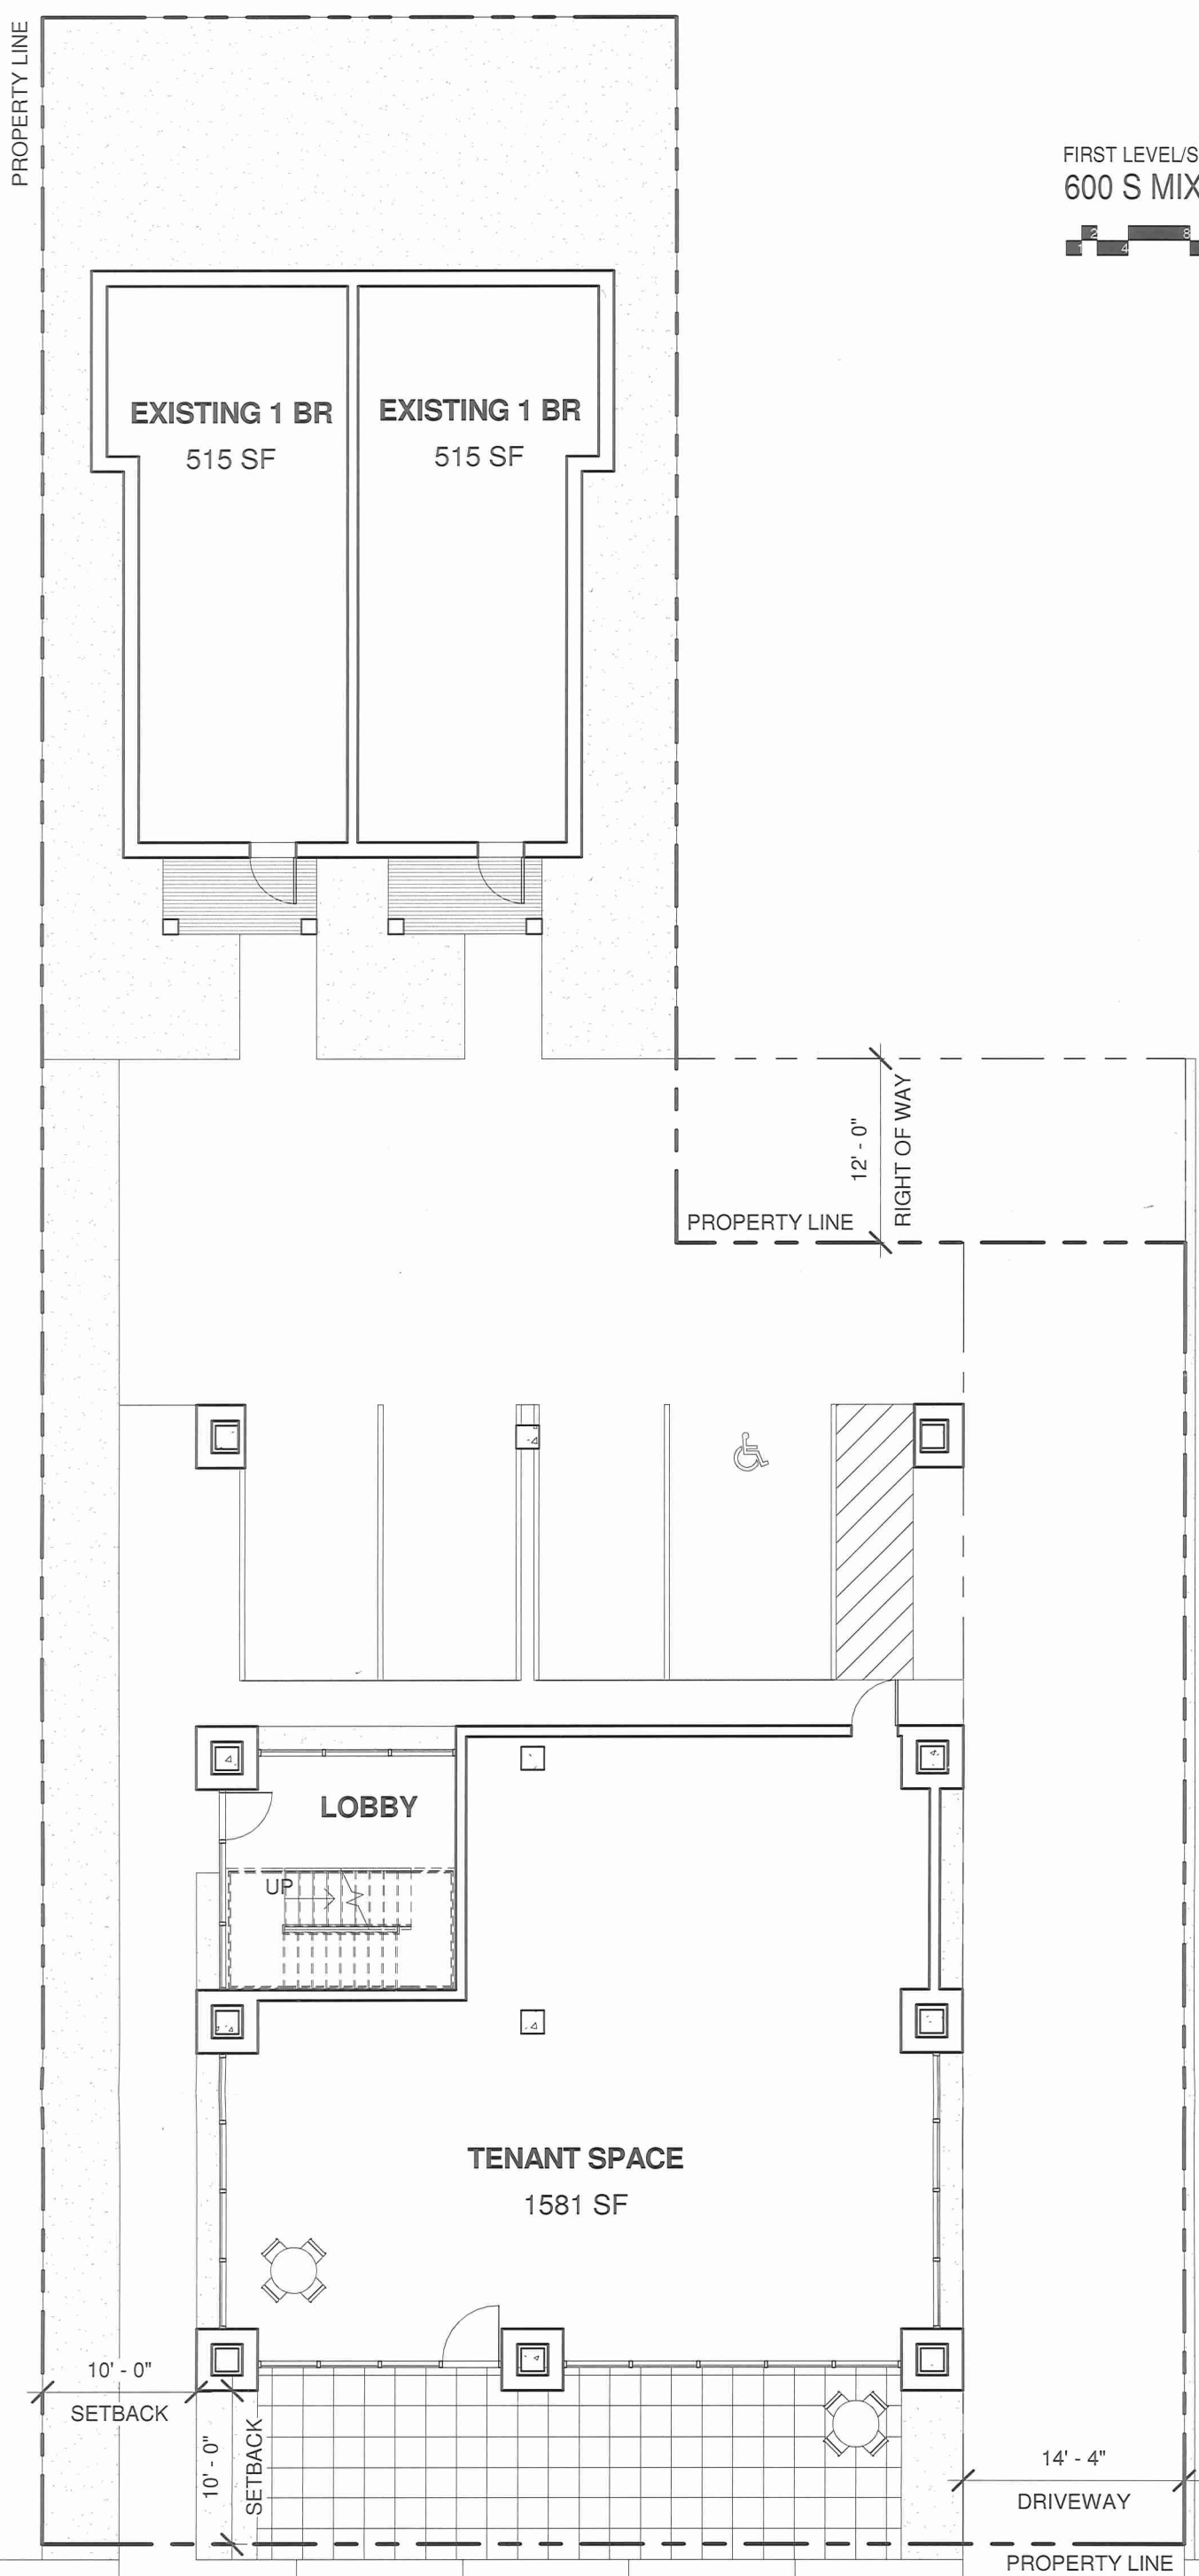 PROPERTY LINE
FIRST LEVEL/S
600 S MIX
1 2 4 8
EXISTING 1 BR
515 SF
EXISTING 1 BR
515 SF
12' - 0"
RIGHT OF WAY
PROPERTY LINE
LOBBY
UP
TENANT SPACE
1581 SF
10' - 0"
SETBACK
10' - 0"
SETBACK
14' - 4"
DRIVEWAY
PROPERTY LINE